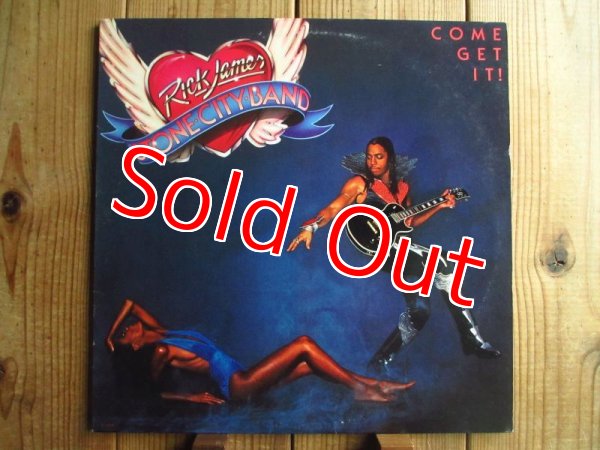 Rick James
STONE CITY BAND
COME
GET
IT!
Sold Out